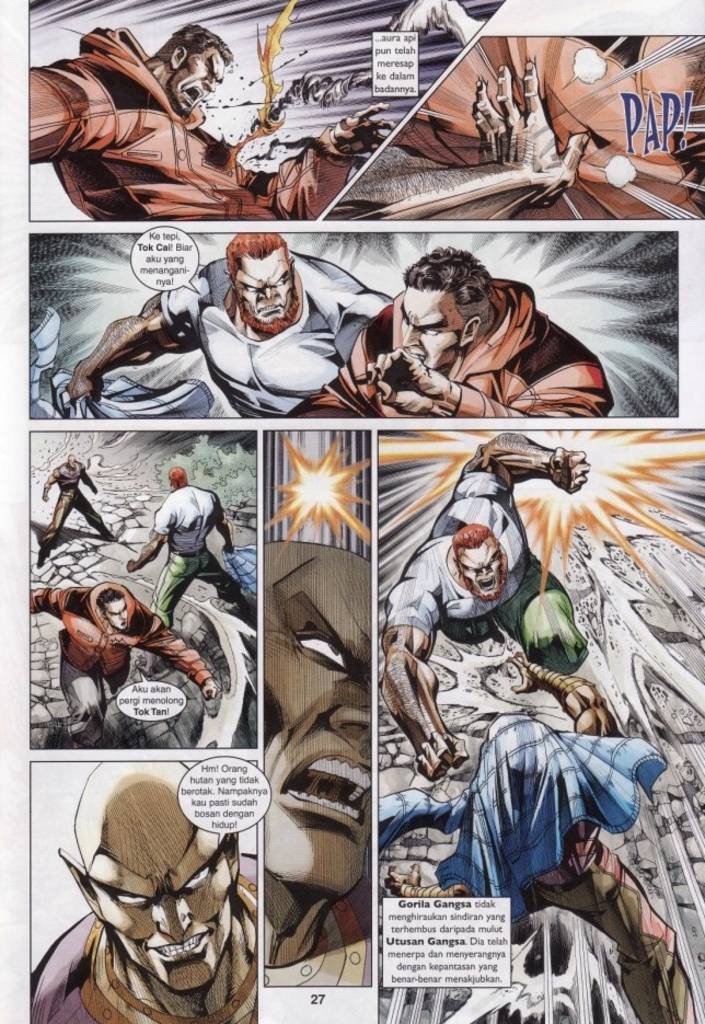 ...aura api
pun telah
meresap
ke dalam
badannya.
PAP!
Ke tepi,
Tok Cai! Biar
aku yang
menangani-
nya!
Aku akan
pergi menolong
Tok Tan!
Hm! Orang
hutan yang tidak
berotak. Nampaknya
kau pasti sudah
bosan dengan
hidup!
Gorila Gangsa tidak
menghiraukan sindiran yang
terhembus daripada mulut
Utusan Gangsa. Dia telah
menerpa dan menyerangnya
dengan kepantasan yang
benar-benar menakjubkan.
27